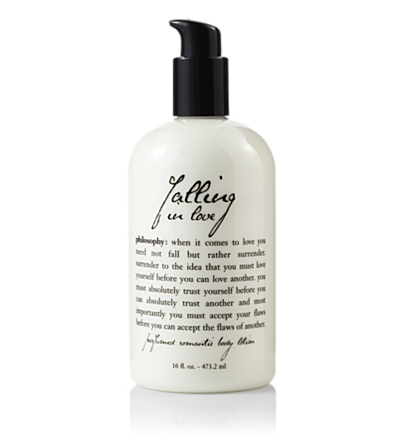 falling
in love
philosophy: when it comes to love you
need not fall but rather surrender.
surrender to the idea that you must love
yourself before you can love another. you
must absolutely trust yourself before you
can absolutely trust another and most
importantly you must accept your flaws
before you can accept the flaws of another.
perfumed romantic body lotion
16 fl. oz. - 473.2 ml